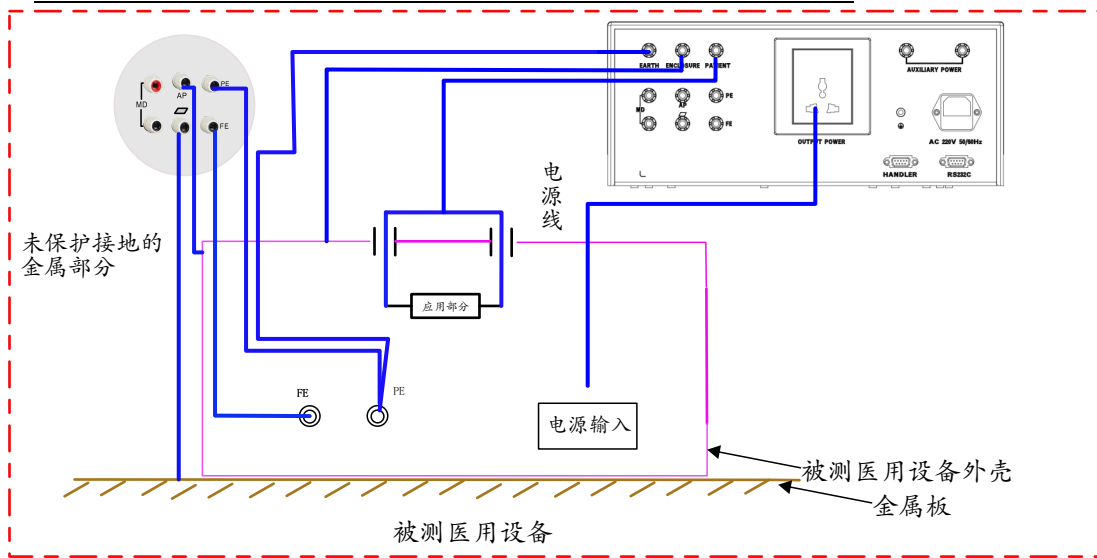 EARTH ENCLOSURE PATIENT
AUXILIARY POWER
MD
AP
PE
FE
MD
AP
PE
FE
OUTPUT POWER
AC 220V 50/60Hz
HANDLER
RS232C
电源线
未保护接地的
金属部分
应用部分
FE
PE
电源输入
被测医用设备外壳
金属板
被测医用设备